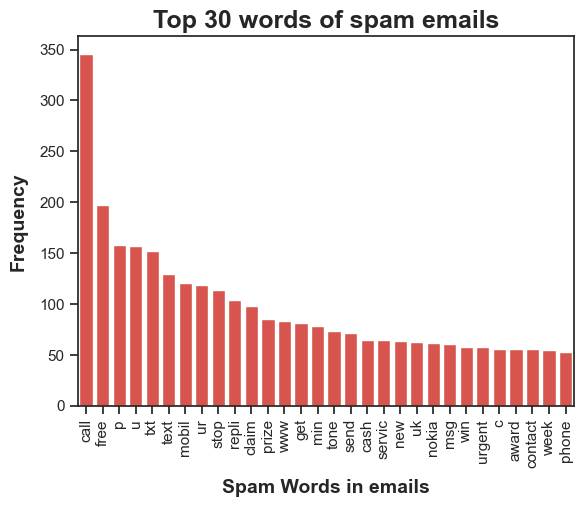 Top 30 words of spam emails
Frequency
350
300
250
200
150
100
50
0
call
free
p
u
txt
text
mobil
ur
stop
repli
claim
prize
www
get
min
tone
send
cash
servic
new
uk
nokia
msg
win
urgent
c
award
contact
week
phone
Spam Words in emails